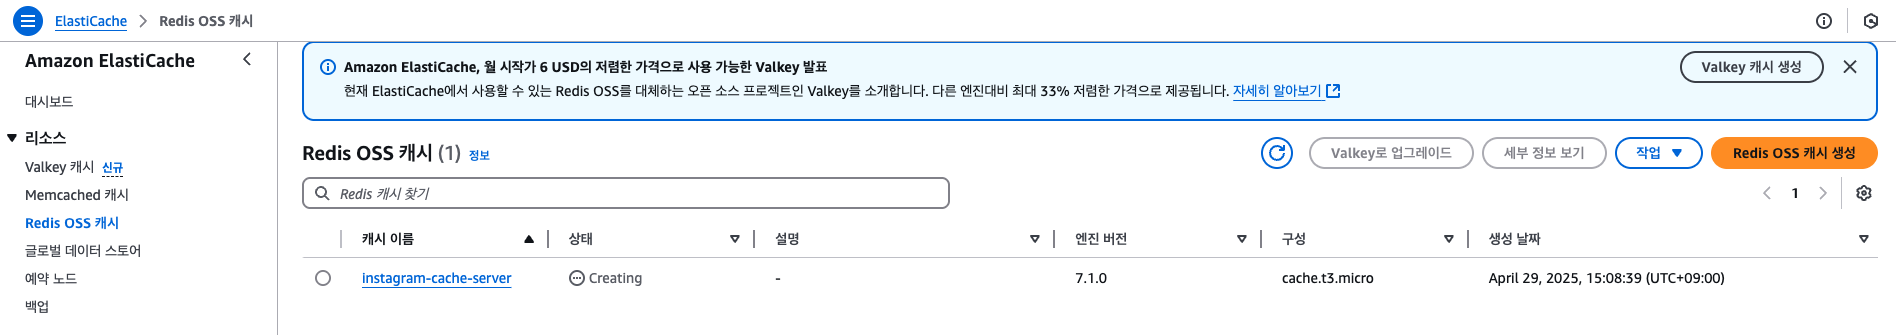 ElastiCache > Redis OSS 캐시
Amazon ElastiCache
대시보드
리소스
Valkey 캐시 신규
Memcached 캐시
Redis OSS 캐시
글로벌 데이터 스토어
예약 노드
백업
Amazon ElastiCache, 월 시작가 6 USD의 저렴한 가격으로 사용 가능한 Valkey 발표
현재 ElastiCache에서 사용할 수 있는 Redis OSS를 대체하는 오픈 소스 프로젝트인 Valkey를 소개합니다. 다른 엔진대비 최대 33% 저렴한 가격으로 제공됩니다. 자세히 알아보기
Valkey 캐시 생성
Redis OSS 캐시 (1) 정보
Valkey로 업그레이드 세부 정보 보기 작업 Redis OSS 캐시 생성
Redis 캐시 찾기
1
캐시 이름 상태 설명 엔진 버전 구성 생성 날짜
instagram-cache-server Creating - 7.1.0 cache.t3.micro April 29, 2025, 15:08:39 (UTC+09:00)